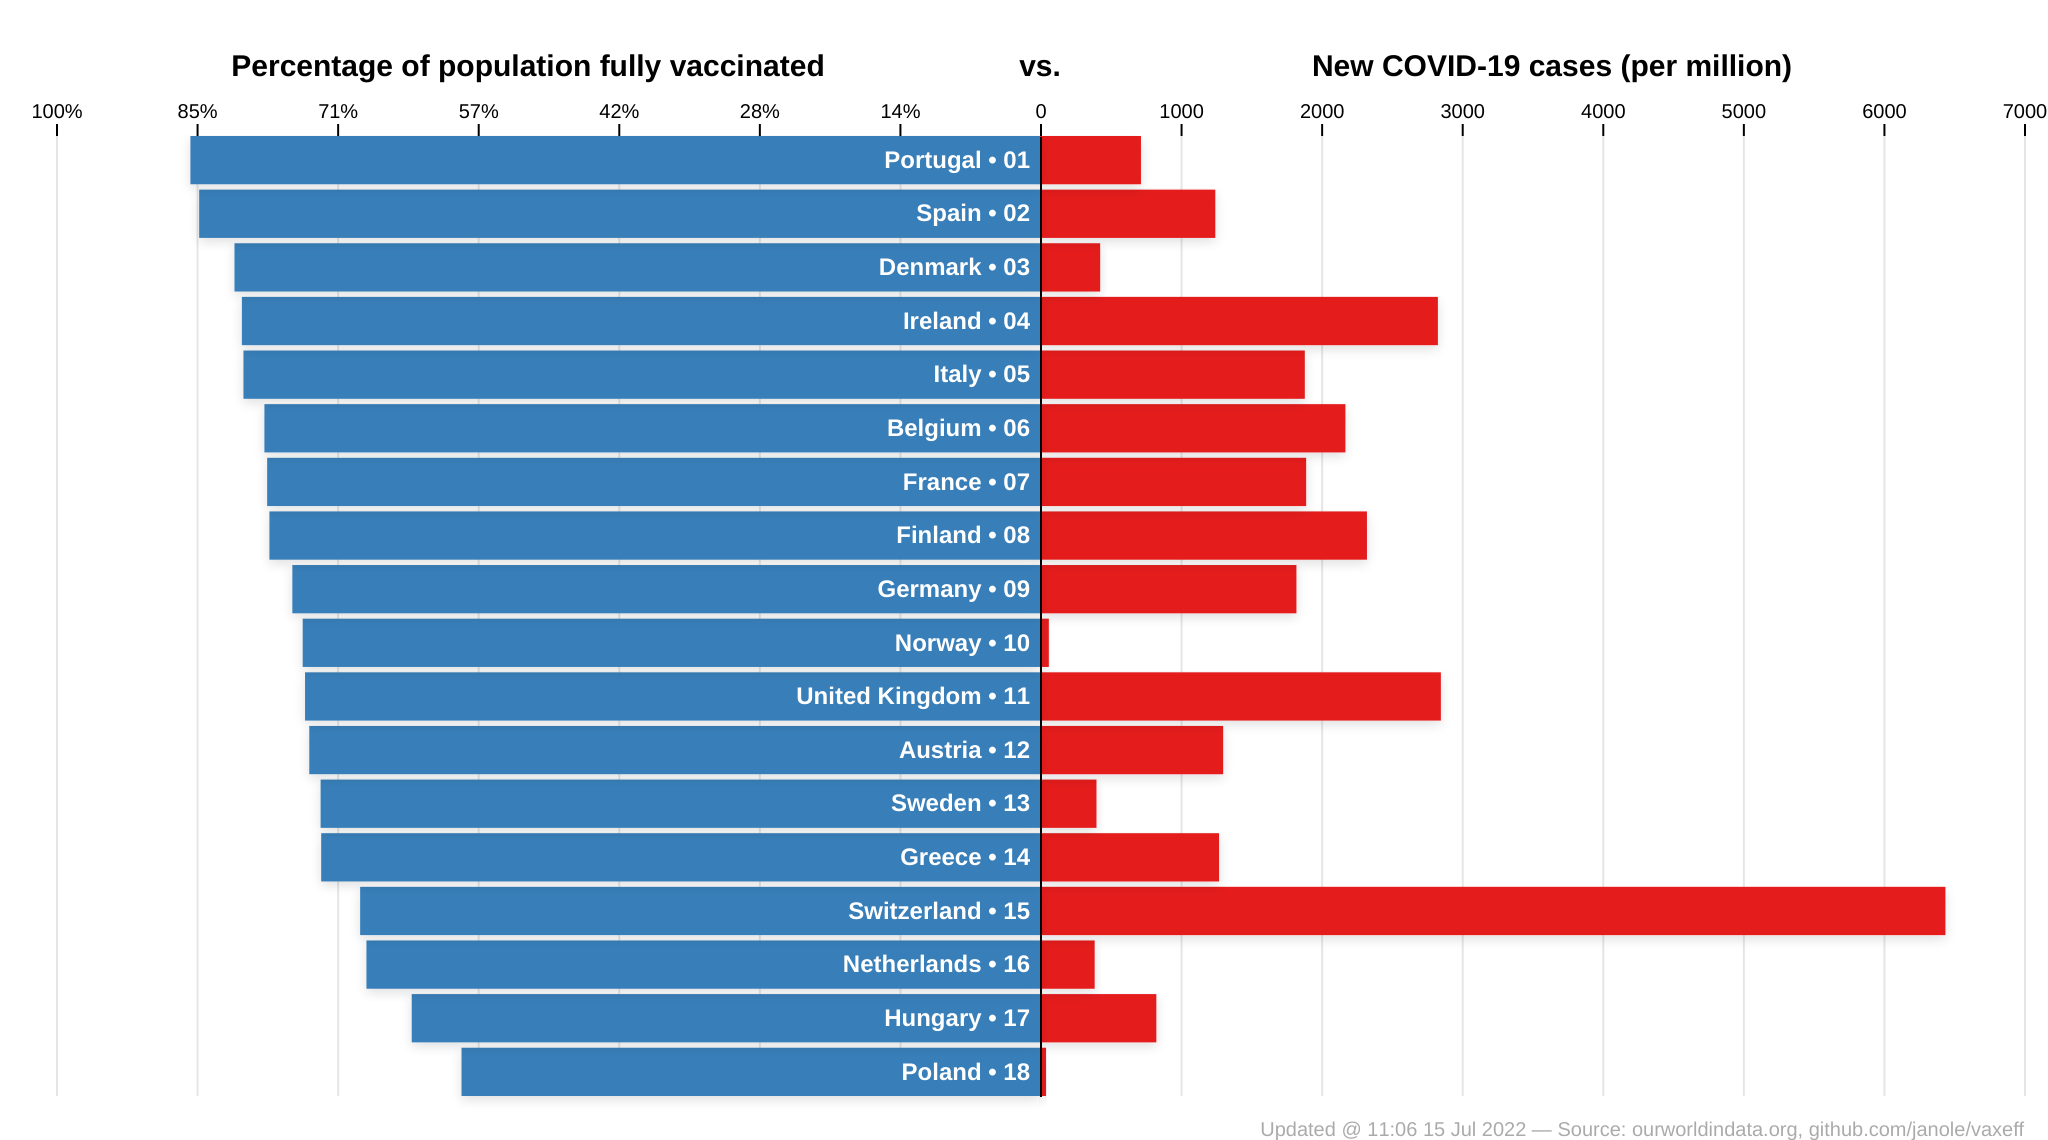 Percentage of population fully vaccinated vs. New COVID-19 cases (per million)
100% 85% 71% 57% 42% 28% 14% 0 1000 2000 3000 4000 5000 6000 7000
Portugal • 01
Spain • 02
Denmark • 03
Ireland • 04
Italy • 05
Belgium • 06
France • 07
Finland • 08
Germany • 09
Norway • 10
United Kingdom • 11
Austria • 12
Sweden • 13
Greece • 14
Switzerland • 15
Netherlands • 16
Hungary • 17
Poland • 18
Updated @ 11:06 15 Jul 2022 — Source: ourworldindata.org, github.com/janole/vaxeff